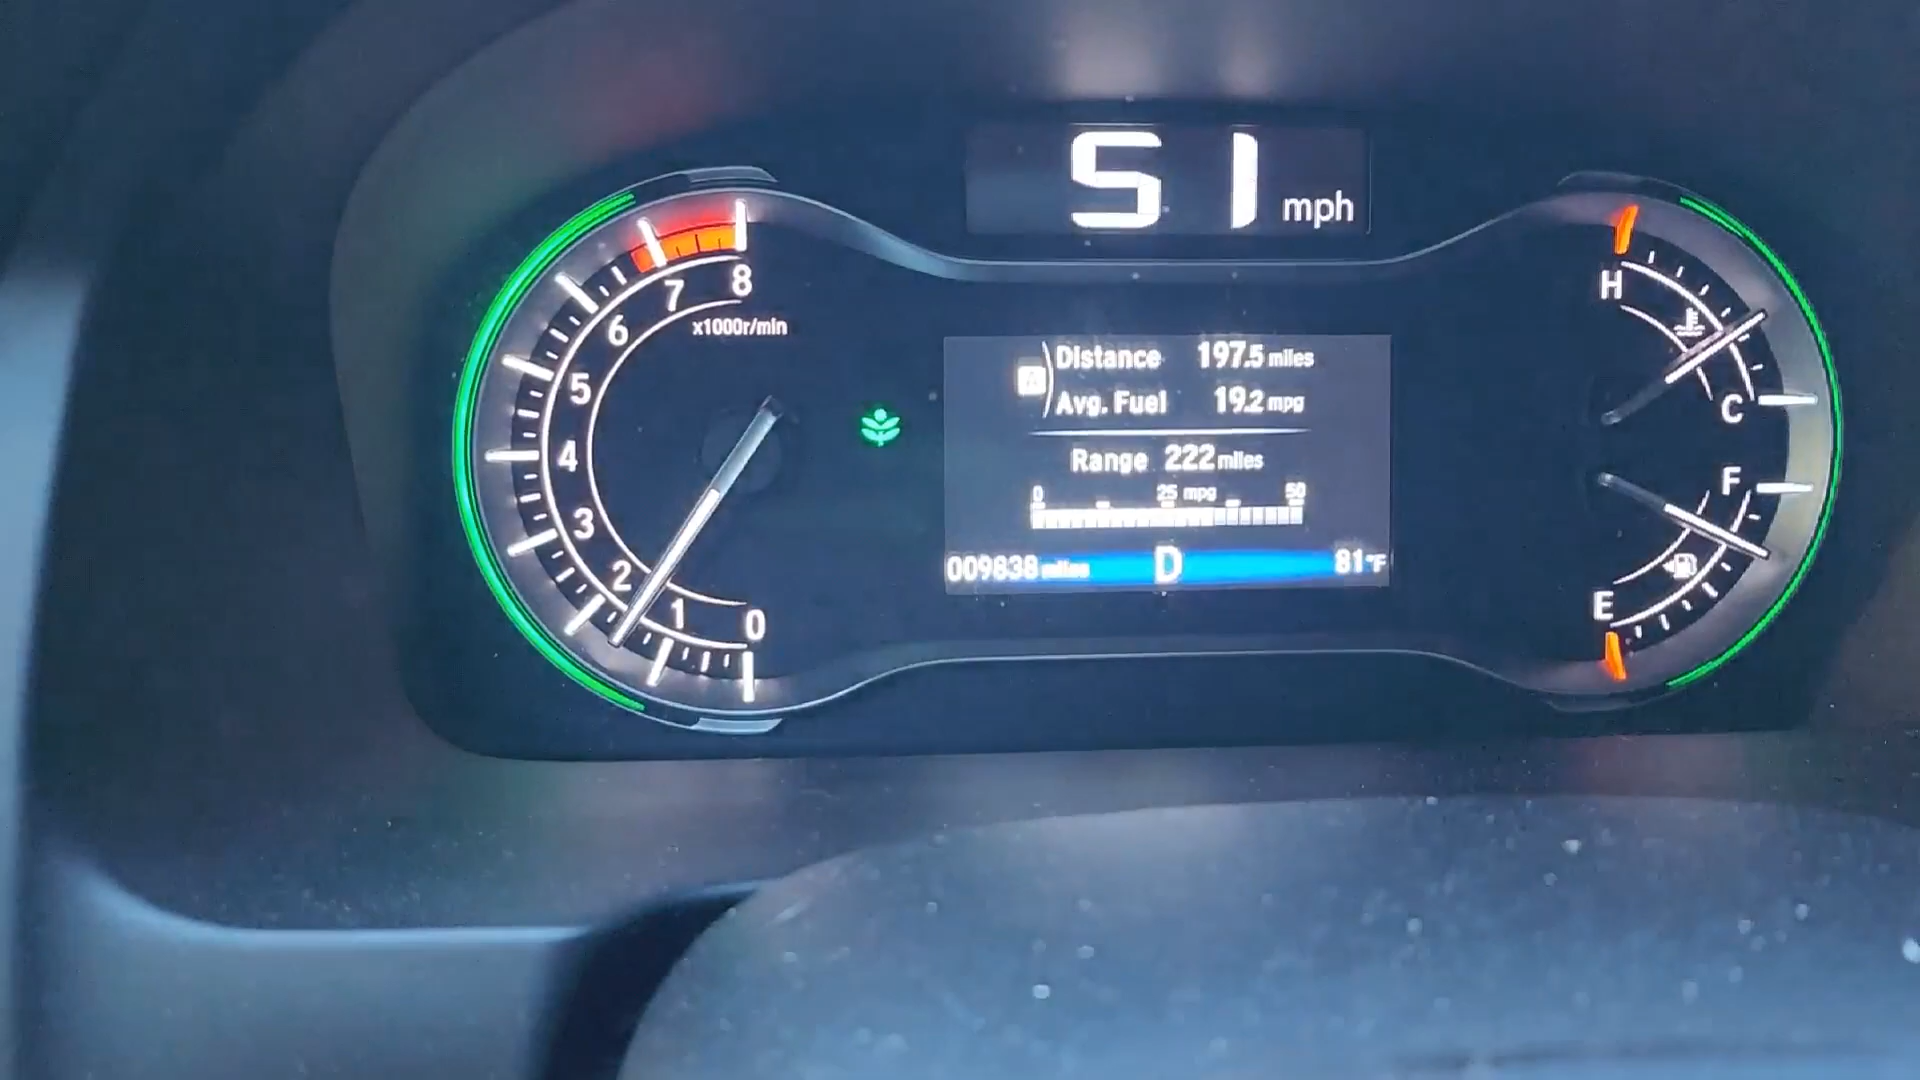 51 mph
8
7
6
5
4
3
2
1
0
x1000r/min
Distance 197.5 miles
Avg. Fuel 19.2 mpg
Range 222 miles
0 25 mpg 50
009838 miles D 81°F
H
C
F
E